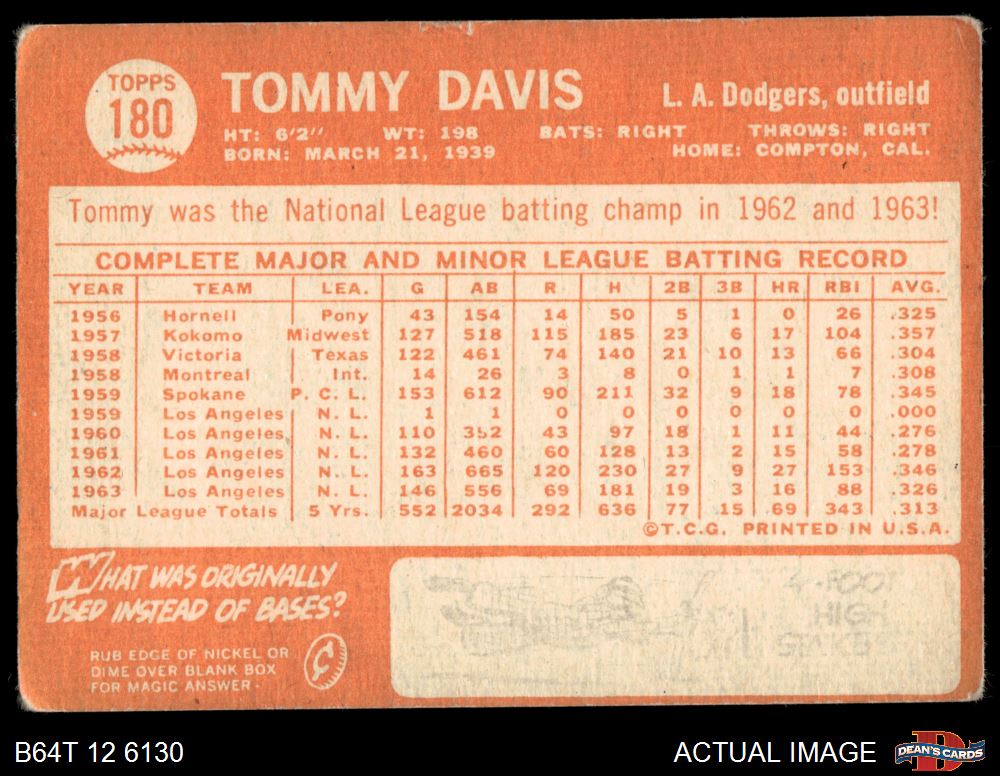 TOPPS
180
TOMMY DAVIS
L. A. Dodgers, outfield
HT: 6'2" WT: 198 BATS: RIGHT THROWS: RIGHT
BORN: MARCH 21, 1939 HOME: COMPTON, CAL.
Tommy was the National League batting champ in 1962 and 1963!
COMPLETE MAJOR AND MINOR LEAGUE BATTING RECORD
YEAR TEAM LEA. G AB R H 2B 3B HR RBI AVG.
1956 Hornell Pony 43 154 14 50 5 1 0 26 .325
1957 Kokomo Midwest 127 518 115 185 23 6 17 104 .357
1958 Victoria Texas 122 461 74 140 21 10 13 66 .304
1958 Montreal Int. 14 26 3 8 0 1 1 7 .308
1959 Spokane P. C. L. 153 612 90 211 32 9 18 78 .345
1959 Los Angeles N. L. 1 1 0 0 0 0 0 0 .000
1960 Los Angeles N. L. 110 352 43 97 18 1 11 44 .276
1961 Los Angeles N. L. 132 460 60 128 13 2 15 58 .278
1962 Los Angeles N. L. 163 665 120 230 27 9 27 153 .346
1963 Los Angeles N. L. 146 556 69 181 19 3 16 88 .326
Major League Totals 5 Yrs. 552 2034 292 636 77 15 69 343 .313
©T.C.G. PRINTED IN U.S.A.
WHAT WAS ORIGINALLY
USED INSTEAD OF BASES?
RUB EDGE OF NICKEL OR
DIME OVER BLANK BOX
FOR MAGIC ANSWER.
¢
4-FOOT
HIGH
STAKES
B64T 12 6130
ACTUAL IMAGE
DEAN'S CARDS